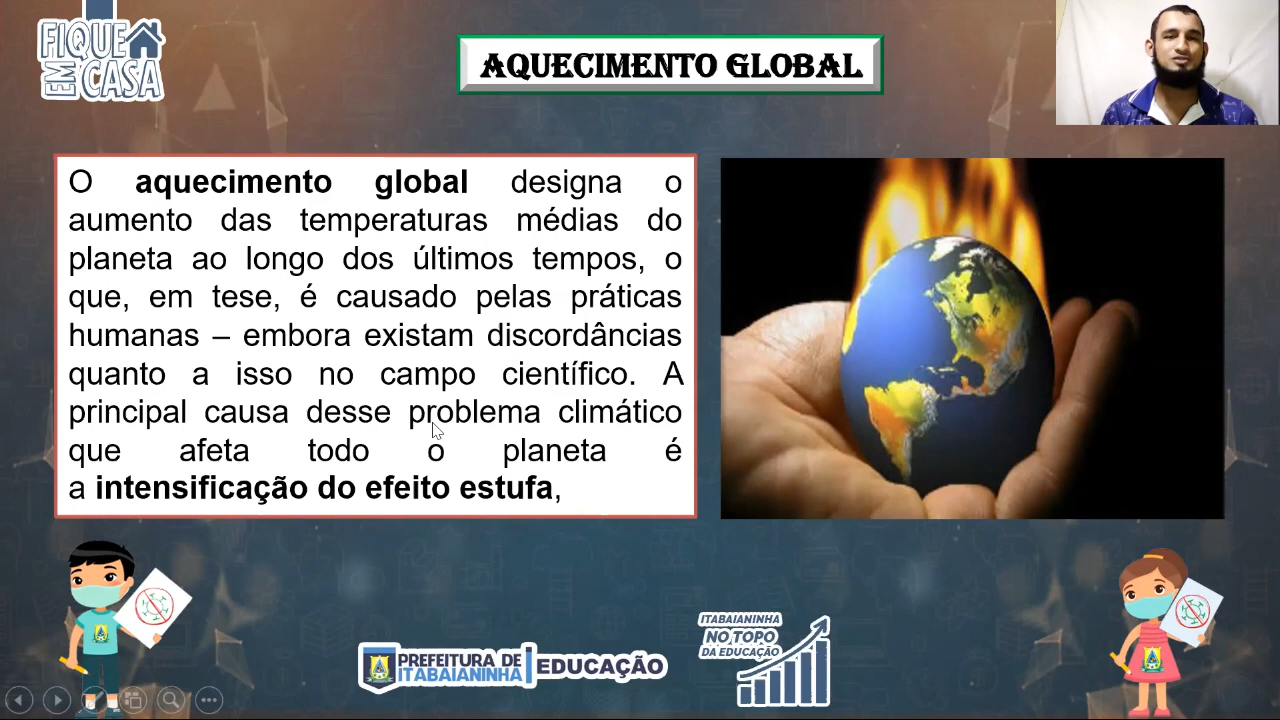 FIQUE
EM CASA
AQUECIMENTO GLOBAL
O aquecimento global designa o
aumento das temperaturas médias do
planeta ao longo dos últimos tempos, o
que, em tese, é causado pelas práticas
humanas – embora existam discordâncias
quanto a isso no campo científico. A
principal causa desse problema climático
que afeta todo o planeta é
a intensificação do efeito estufa,
PREFEITURA DE
ITABAIANINHA
EDUCAÇÃO
ITABAIANINHA
NO TOPO
DA EDUCAÇÃO